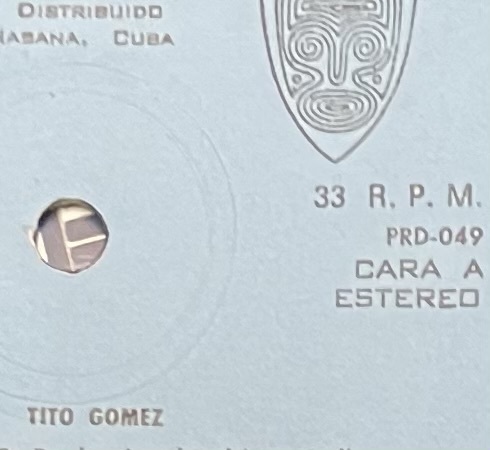 DISTRIBUIDO
HABANA, CUBA
33 R. P. M.
PRD-049
CARA A
ESTEREO
TITO GOMEZ